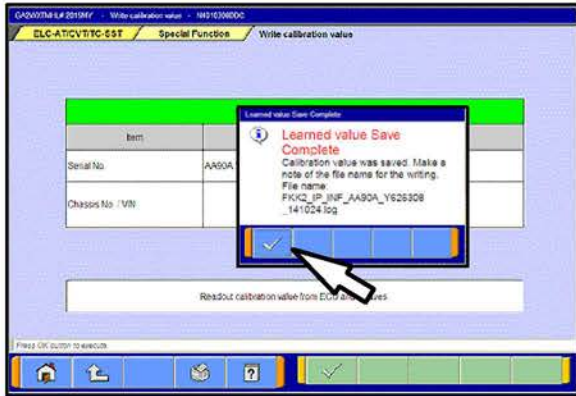 GA2WXTMHL# 2015MY - Write calibration value - N4010300DDC
ELC-AT/CVT/TC-SST
Special Function
Write calibration value
Learned value Save Complete
Learned value Save
Complete
Calibration value was saved. Make a
note of the file name for the writing.
File name:
FKK2_IP_INF_AA90A_Y626308
_141024.log
Item
Serial No.
AA90A
Chassis No. / VIN
Readout calibration value from ECU and
Press OK button to execute.
?